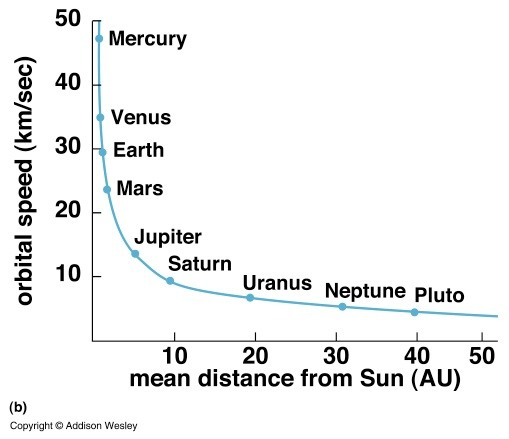 50
Mercury
40
Venus
30
Earth
Mars
20
Jupiter
Saturn
10
Uranus
Neptune
Pluto
orbital speed (km/sec)
10
20
30
40
50
mean distance from Sun (AU)
(b)
Copyright © Addison Wesley